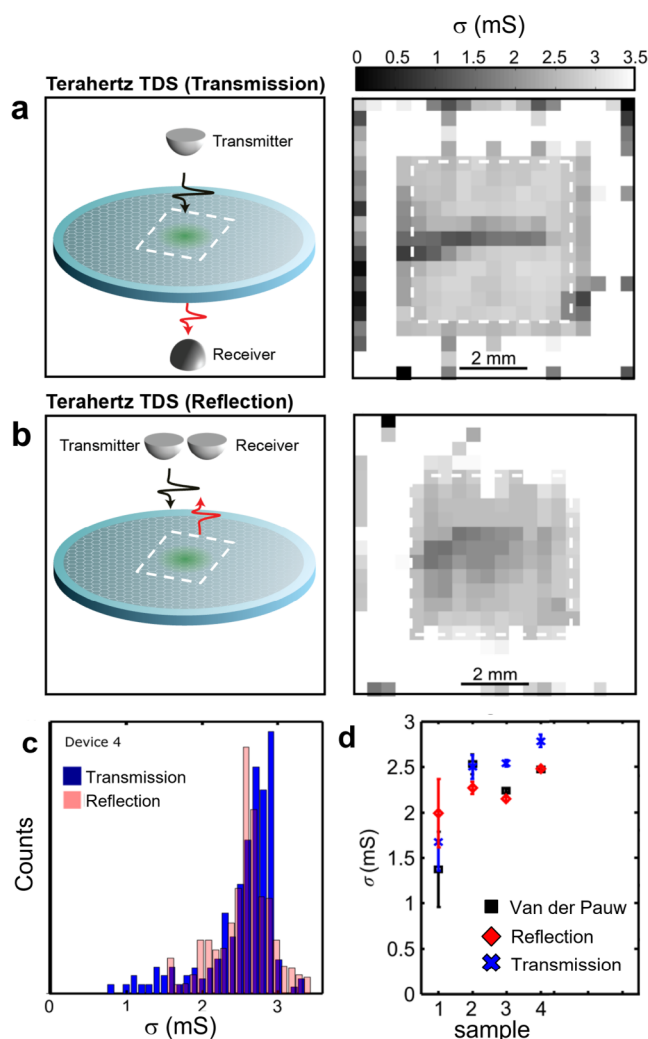 σ (mS)
0 0.5 1 1.5 2 2.5 3 3.5
Terahertz TDS (Transmission)
a
Transmitter
Receiver
2 mm
Terahertz TDS (Reflection)
b
Transmitter Receiver
2 mm
c
Device 4
Transmission
Reflection
Counts
0 1 2 3
σ (mS)
d
3
2.5
2
1.5
1
0.5
0
σ (mS)
Van der Pauw
Reflection
Transmission
1 2 3 4
sample